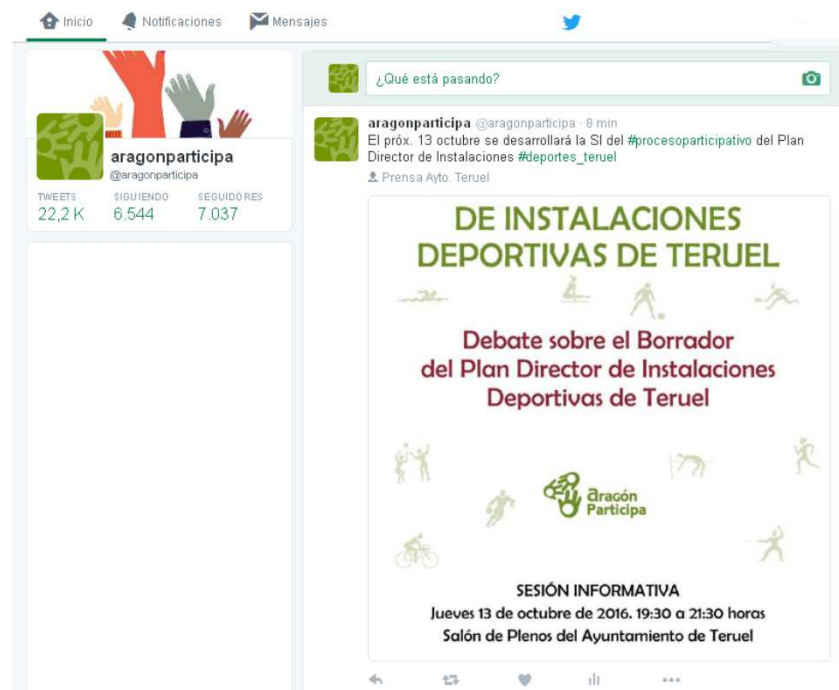 Inicio
Notificaciones
Mensajes
aragonparticipa
@aragonparticipa
TWEETS
SIGUIENDO
SEGUIDORES
22,2 K
6.544
7.037
¿Qué está pasando?
aragonparticipa @aragonparticipa · 8 min
El próx. 13 octubre se desarrollará la SI del #procesoparticipativo del Plan
Director de Instalaciones #deportes_teruel
Prensa Ayto. Teruel
DE INSTALACIONES
DEPORTIVAS DE TERUEL
Debate sobre el Borrador
del Plan Director de Instalaciones
Deportivas de Teruel
aragón
Participa
SESIÓN INFORMATIVA
Jueves 13 de octubre de 2016. 19:30 a 21:30 horas
Salón de Plenos del Ayuntamiento de Teruel